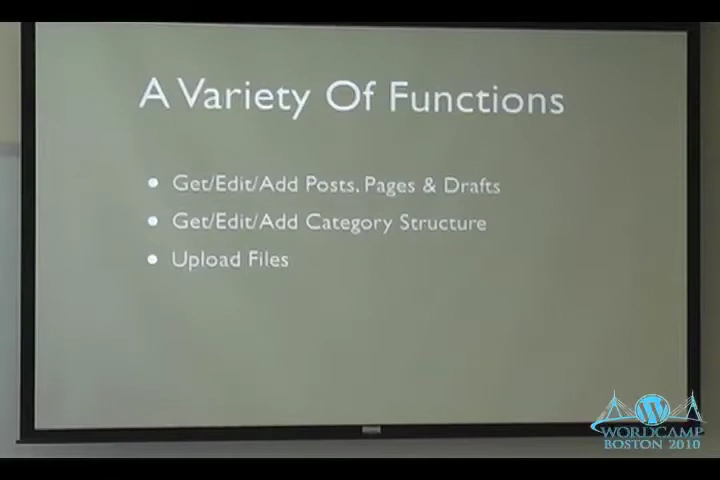 A Variety Of Functions
• Get/Edit/Add Posts, Pages & Drafts
• Get/Edit/Add Category Structure
• Upload Files
WORDCAMP
BOSTON 2010